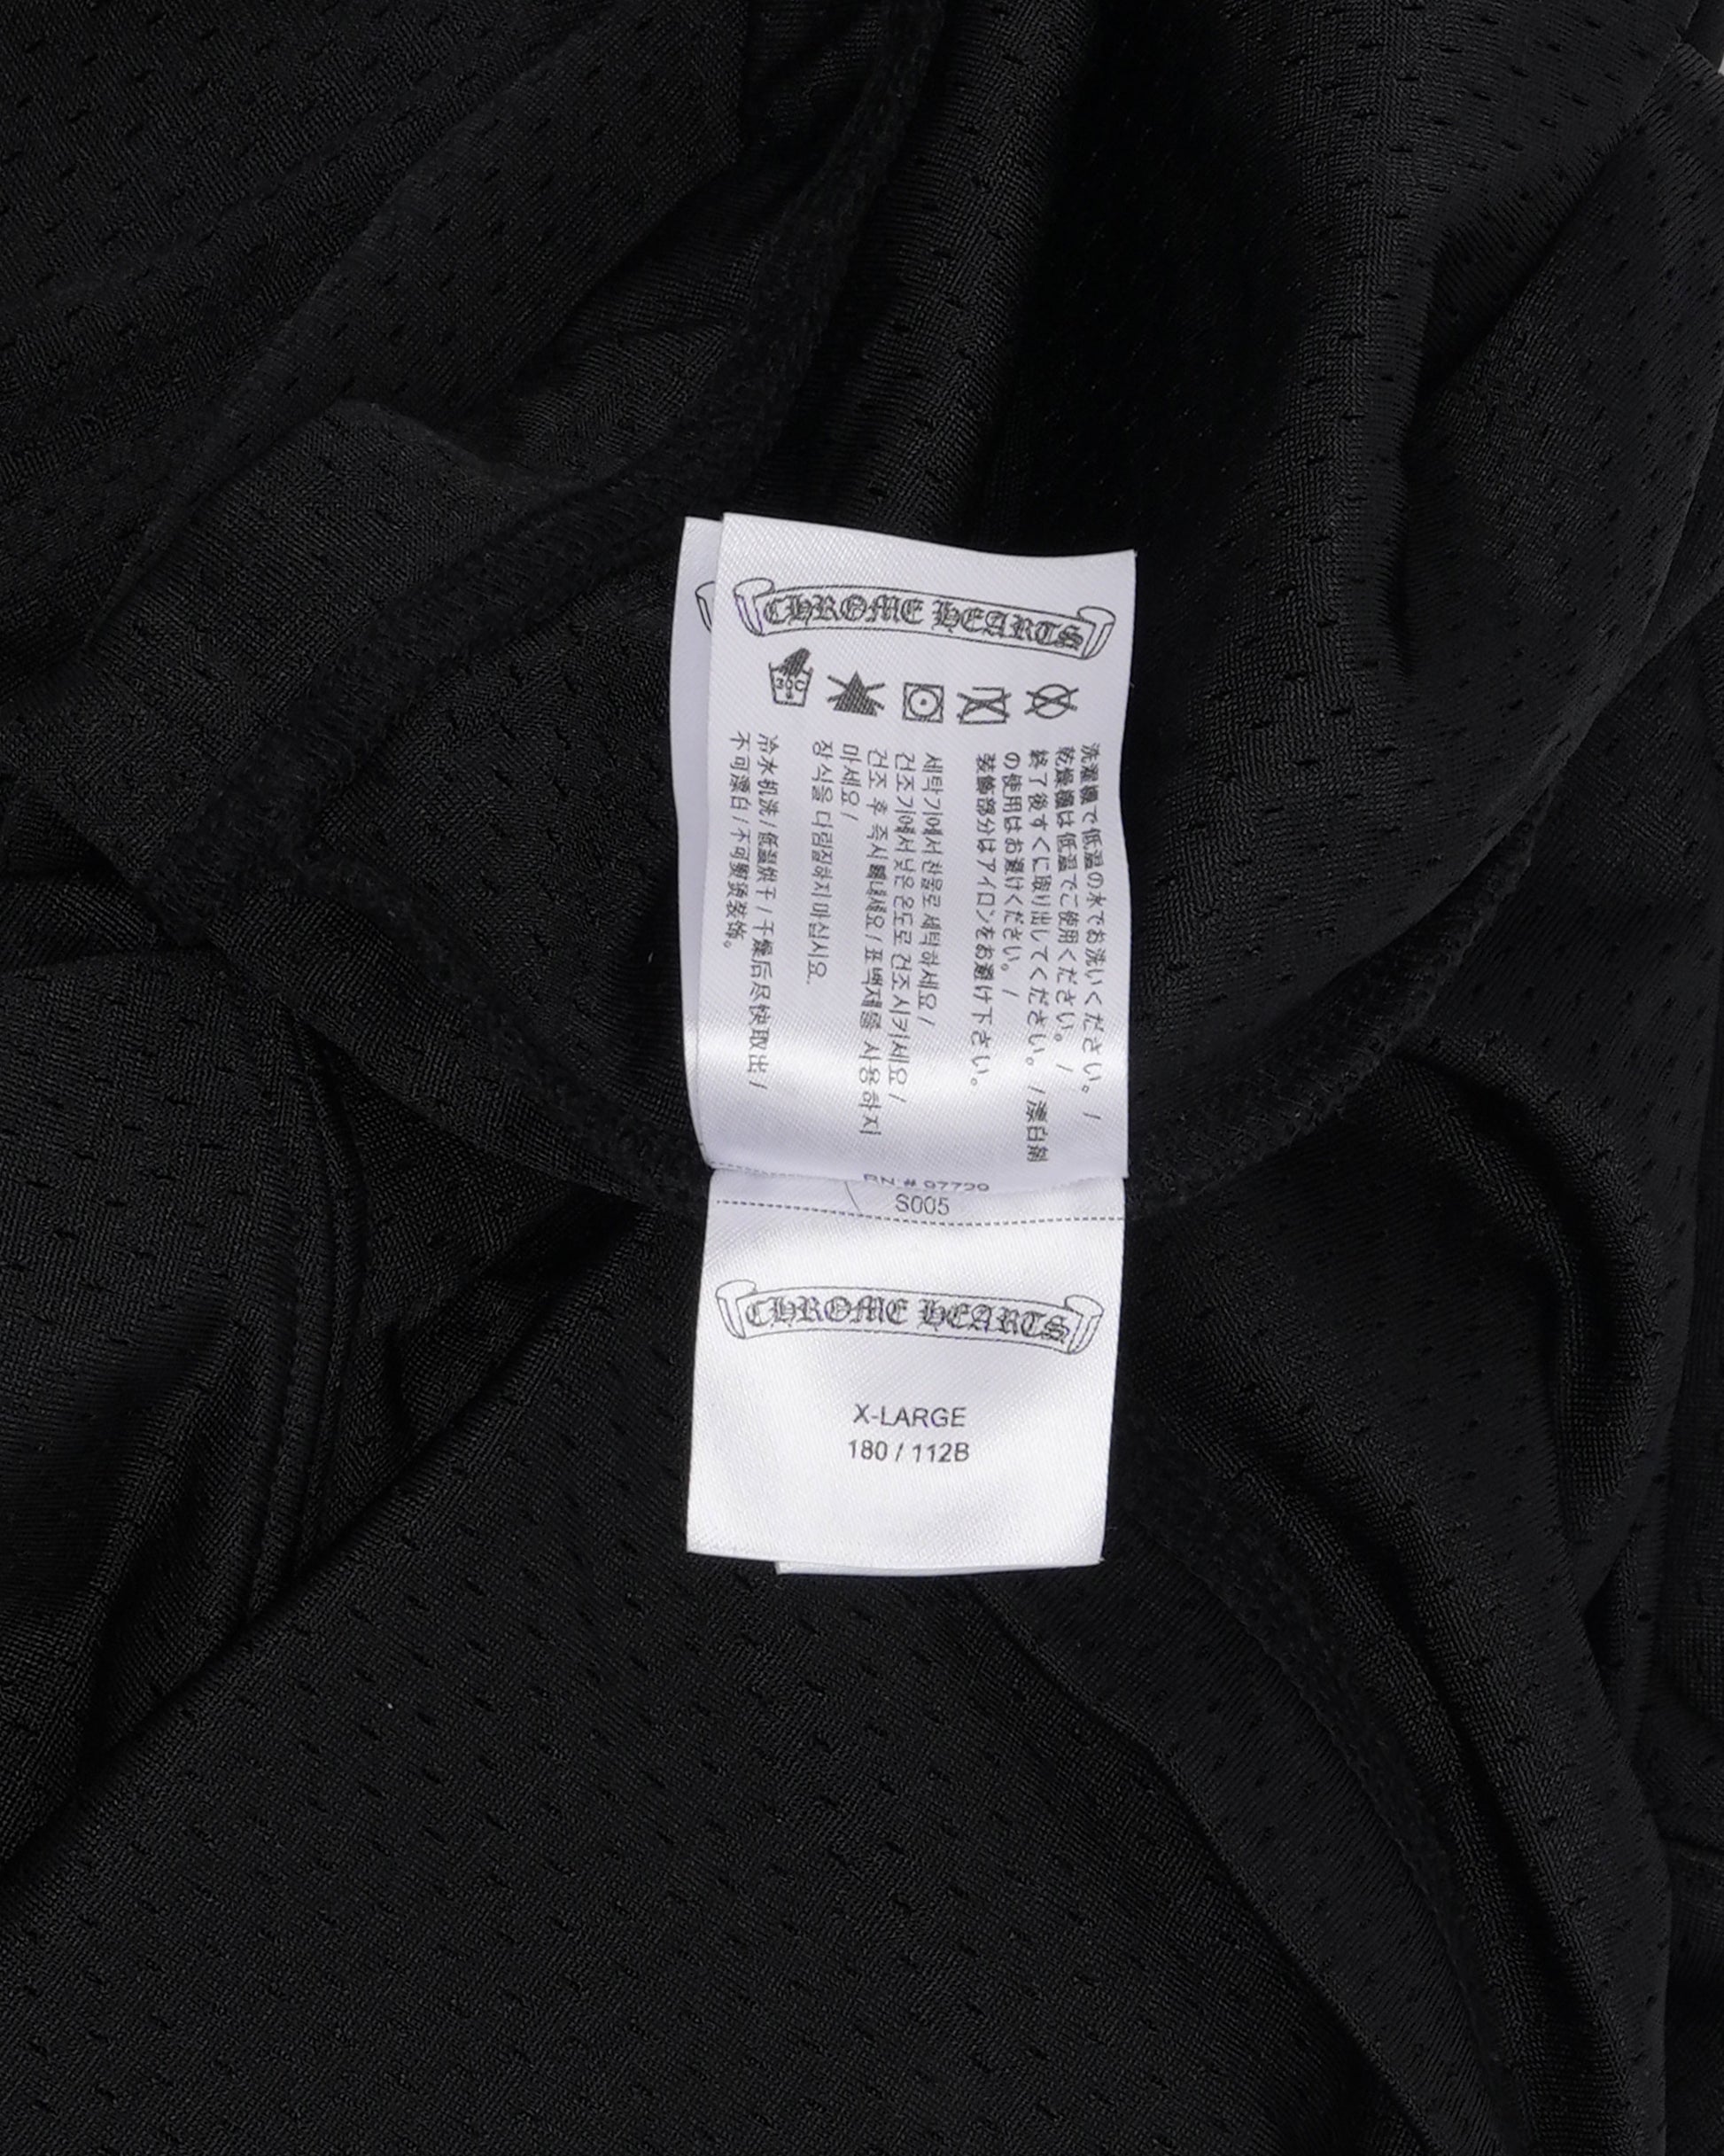 CHROME HEARTS
30C
洗濯機で低温の水でお洗いください。/
乾燥機は低温でご使用ください。/
終了後すぐに取り出してください。/漂白剤
の使用はお避けください。/
装飾部分はアイロンをお避け下さい。
세탁기에서 찬물로 세탁하세요 /
건조기에서 낮은 온도로 건조 시키세요 /
건조 후 즉시 빼내세요 / 표백제를 사용하지
마세요 /
장식을 다림질하지 마십시요.
冷水机洗 / 低温烘干 / 干燥后尽快取出 /
不可漂白 / 不可熨烫装饰。
RN # 97729
S005
CHROME HEARTS
X-LARGE
180 / 112B